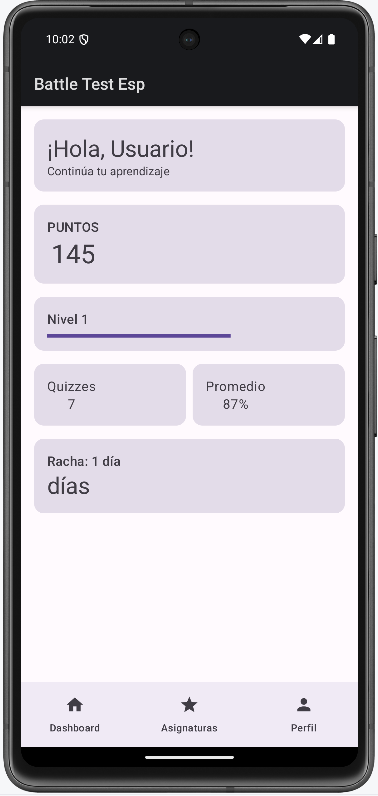 10:02
Battle Test Esp
¡Hola, Usuario!
Continúa tu aprendizaje
PUNTOS
145
Nivel 1
Quizzes
7
Promedio
87%
Racha: 1 día
días
Dashboard
Asignaturas
Perfil